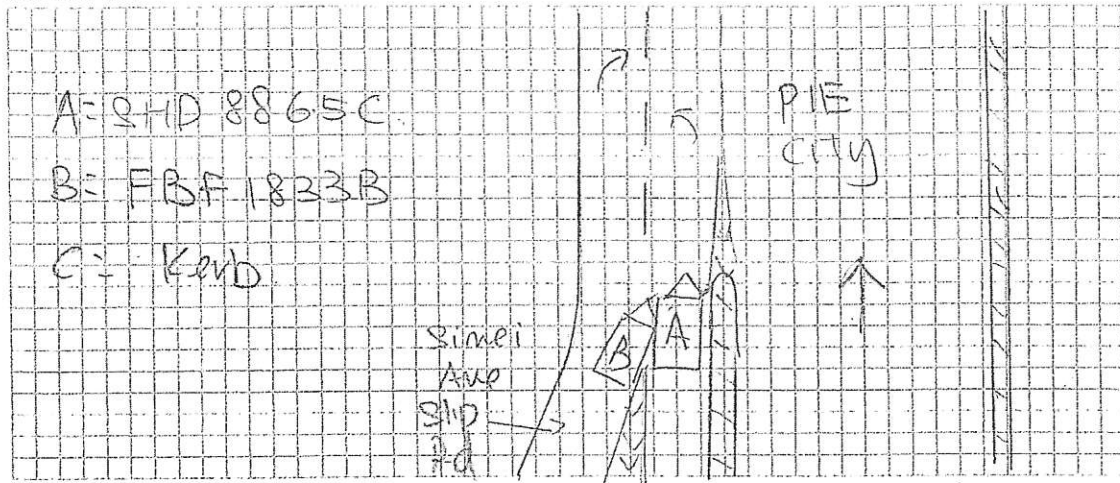 A= SHD 8865C
B= FBF 1833B
C= Kerb
PIE
City
Simei
Ave
Slip
Rd
B
A